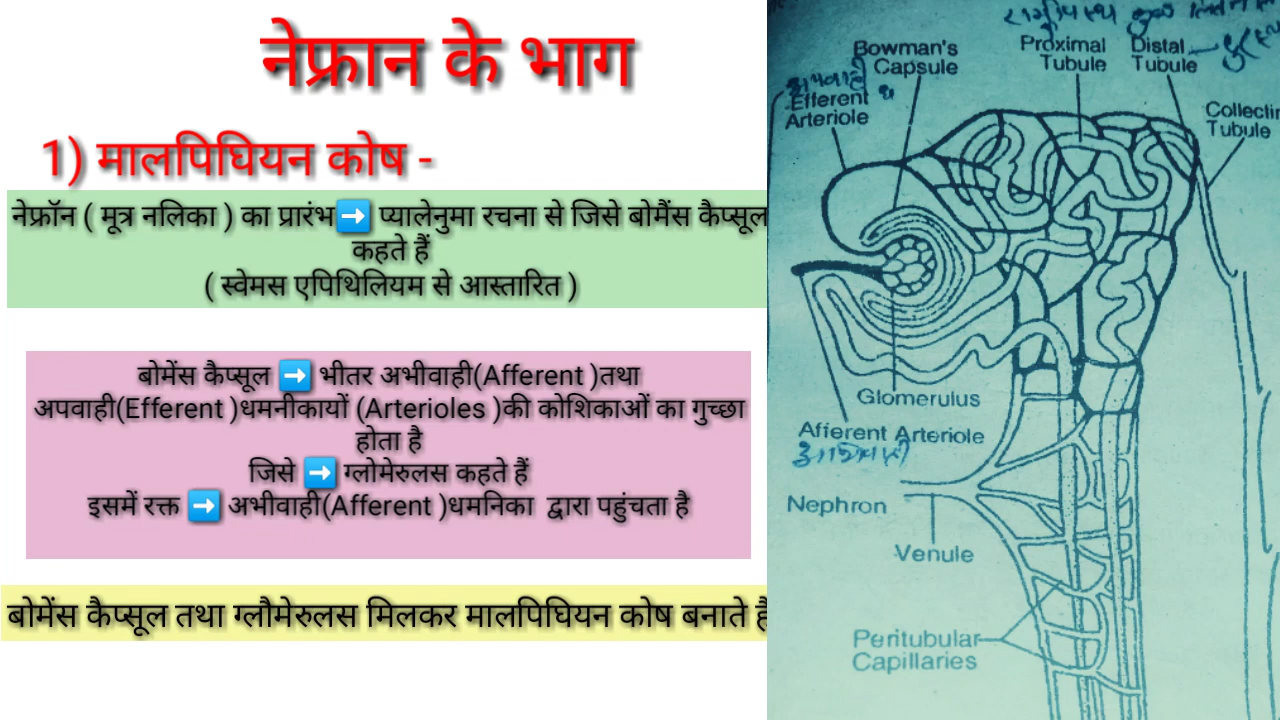 नेफ्रान के भाग
1) मालपिघियन कोष -
नेफ्रॉन ( मूत्र नलिका ) का प्रारंभ➡️ प्यालेनुमा रचना से जिसे बोमैंस कैप्सूल
कहते हैं
( स्वेमस एपिथिलियम से आस्तारित )
बोमेंस कैप्सूल ➡️ भीतर अभीवाही(Afferent )तथा
अपवाही(Efferent )धमनीकायों (Arterioles )की कोशिकाओं का गुच्छा
होता है
जिसे ➡️ ग्लोमेरुलस कहते हैं
इसमें रक्त ➡️ अभीवाही(Afferent )धमनिका द्वारा पहुंचता है
बोमेंस कैप्सूल तथा ग्लौमेरुलस मिलकर मालपिघियन कोष बनाते है
Bowman's
Capsule
Proximal
Tubule
Distal
Tubule
Efferent
Arteriole
Collectin
Tubule
Glomerulus
Afferent Arteriole
Nephron
Venule
Peritubular
Capillaries